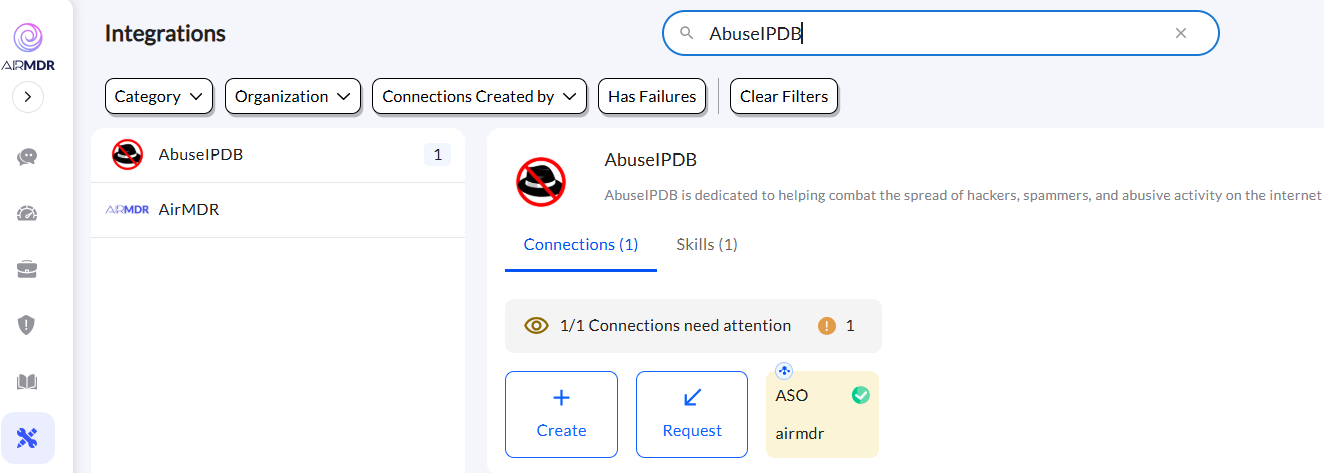 Integrations
AbuseIPDB
AIRMDR
Category
Organization
Connections Created by
Has Failures
Clear Filters
AbuseIPDB
1
AIRMDR
AirMDR
AbuseIPDB
AbuseIPDB is dedicated to helping combat the spread of hackers, spammers, and abusive activity on the internet
Connections (1)
Skills (1)
1/1 Connections need attention
1
Create
Request
ASO
airmdr